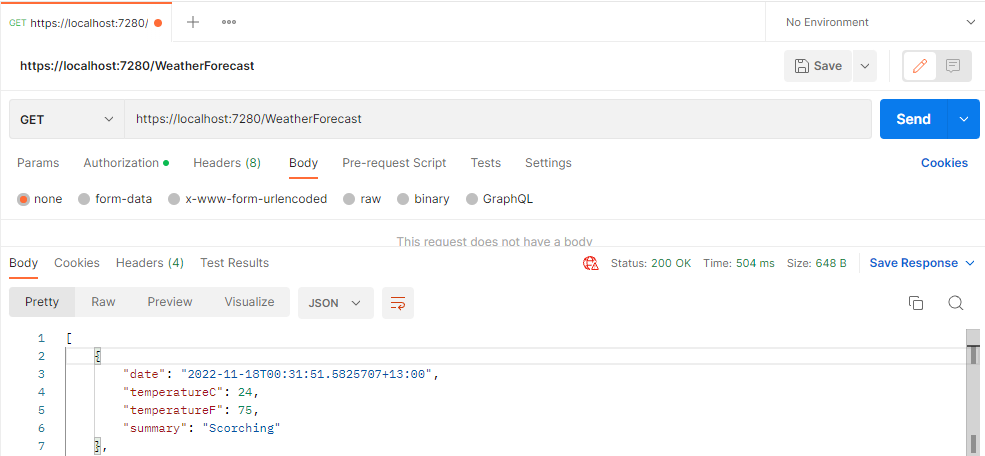 GET https://localhost:7280/
No Environment
https://localhost:7280/WeatherForecast
Save
GET https://localhost:7280/WeatherForecast Send
Params Authorization Headers (8) Body Pre-request Script Tests Settings Cookies
none form-data x-www-form-urlencoded raw binary GraphQL
This request does not have a body
Body Cookies Headers (4) Test Results Status: 200 OK Time: 504 ms Size: 648 B Save Response
Pretty Raw Preview Visualize JSON
1 [
2 {
3 "date": "2022-11-18T00:31:51.5825707+13:00",
4 "temperatureC": 24,
5 "temperatureF": 75,
6 "summary": "Scorching"
7 },